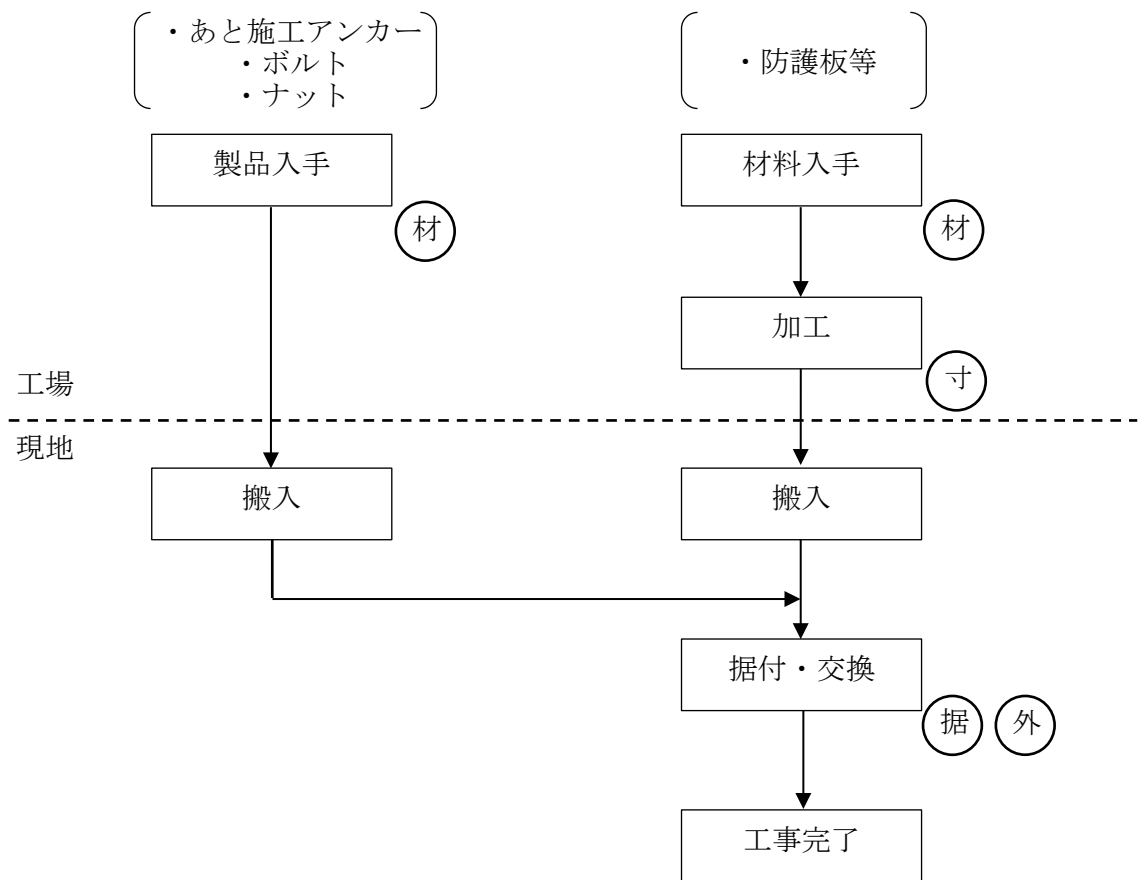 ・あと施工アンカー
・ボルト
・ナット
・防護板等
製品入手
材料入手
材
材
加工
寸
工場
現地
搬入
搬入
据付・交換
据
外
工事完了